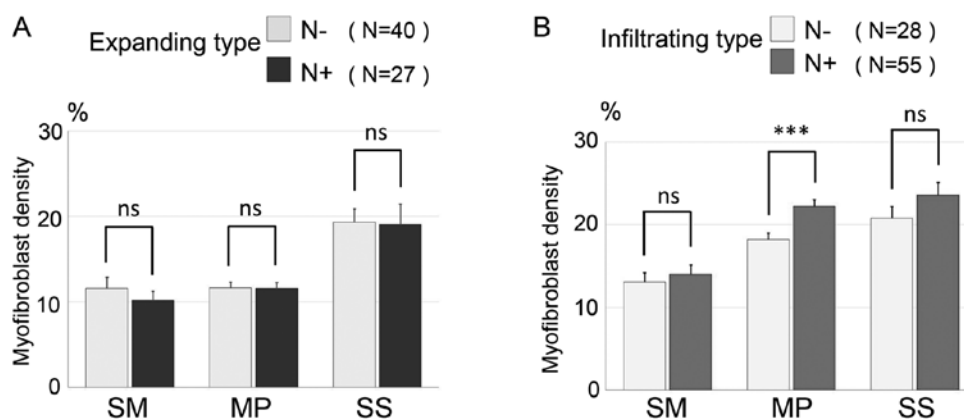 A
Expanding type
N- ( N=40 )
N+ ( N=27 )
%
Myofibroblast density
30
20
10
0
ns
ns
ns
SM
MP
SS
B
Infiltrating type
N- ( N=28 )
N+ ( N=55 )
%
Myofibroblast density
30
20
10
0
ns
***
ns
SM
MP
SS